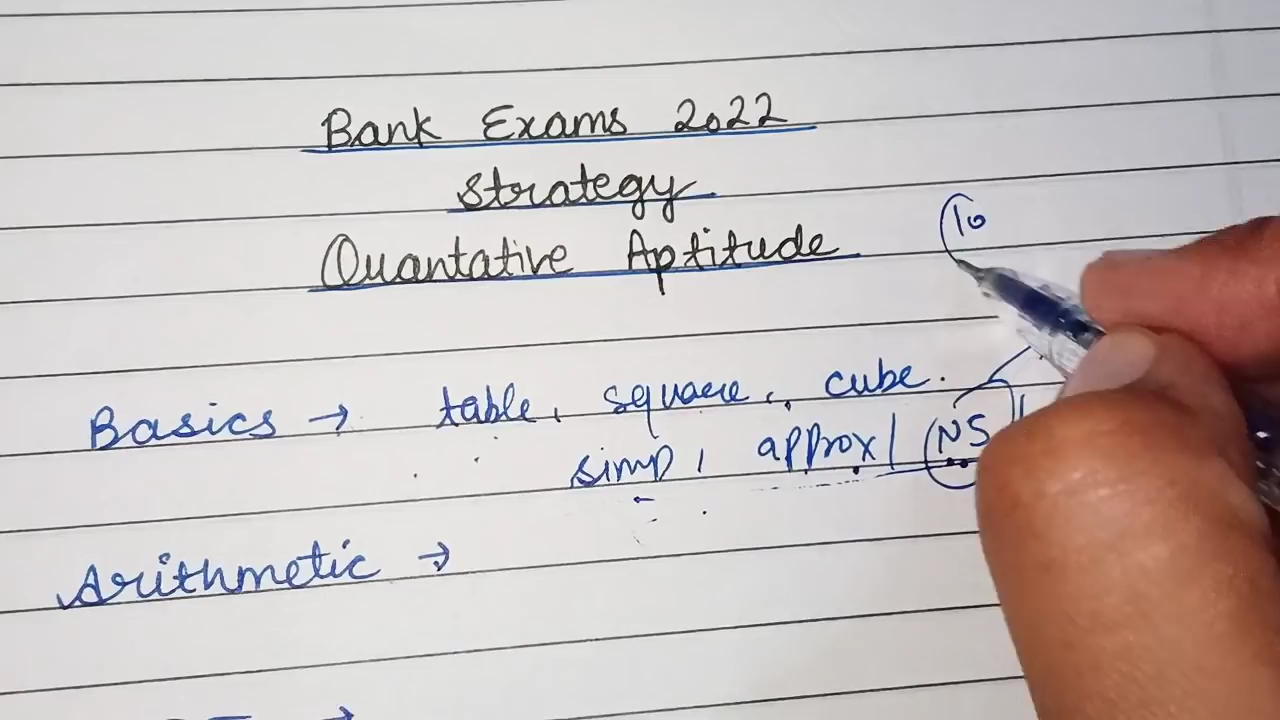 Bank Exams 2022
Strategy
Quantative Aptitude
10
Basics → table, square, cube.
simp, approx / NS
Arithmetic →
→